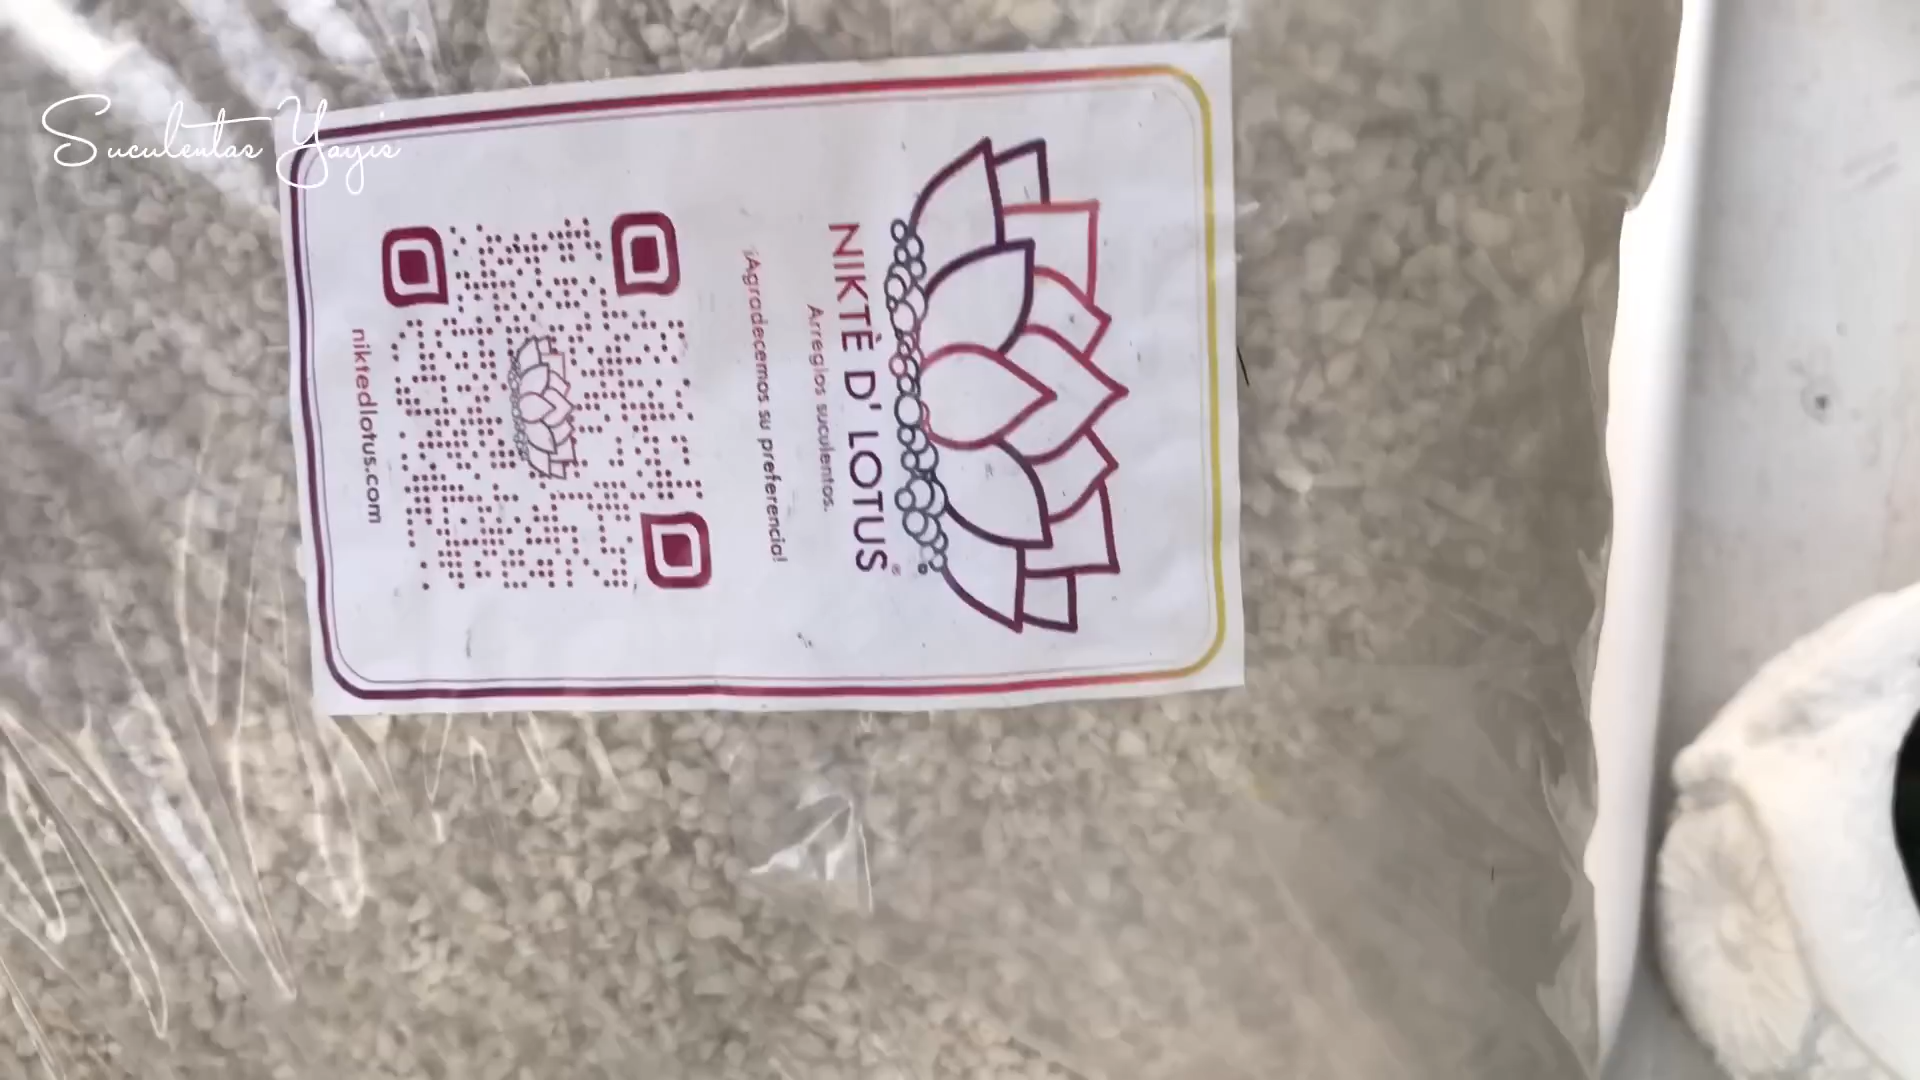 Suculentas Yayis
NIKTÈ D' LOTUS®
Arreglos suculentos.
¡Agradecemos su preferencia!
niktedlotus.com